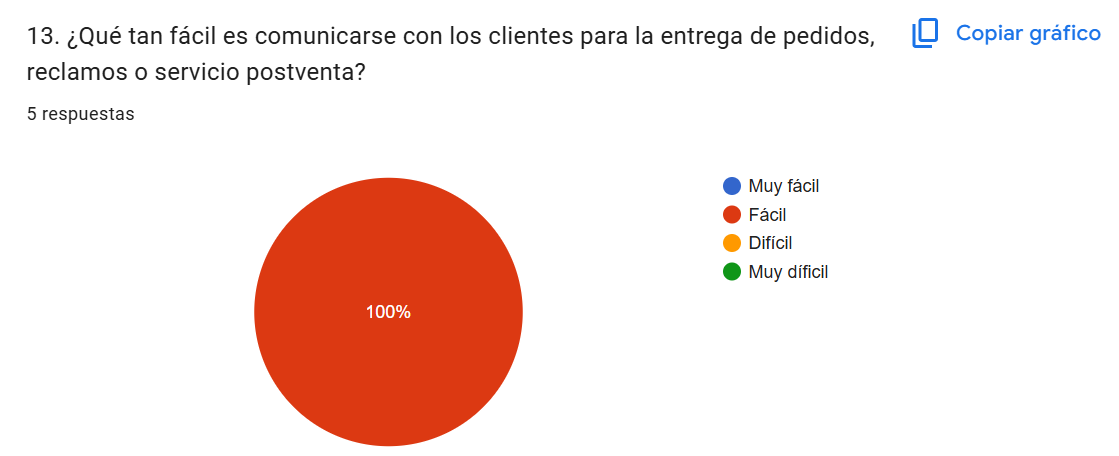 13. ¿Qué tan fácil es comunicarse con los clientes para la entrega de pedidos,
reclamos o servicio postventa?
Copiar gráfico
5 respuestas
Muy fácil
Fácil
Difícil
Muy díficil
100%